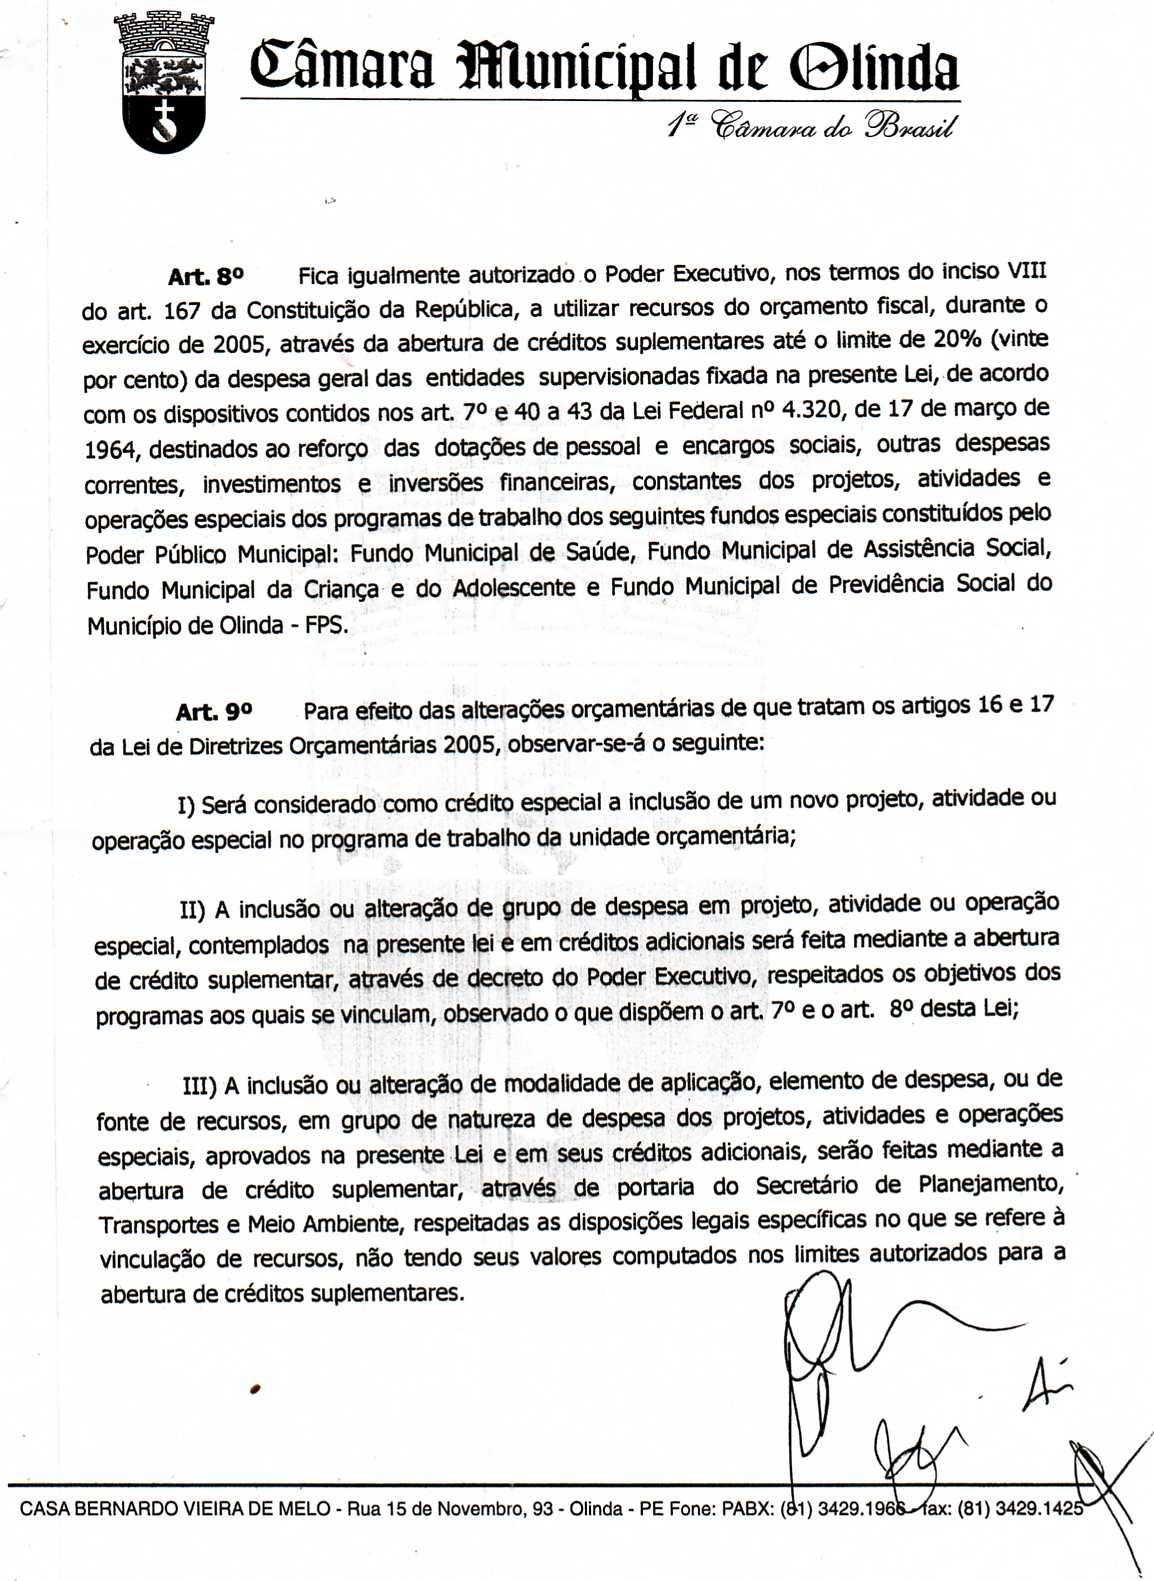 Câmara Municipal de Olinda
1ª Câmara do Brasil
Art. 8º Fica igualmente autorizado o Poder Executivo, nos termos do inciso VIII
do art. 167 da Constituição da República, a utilizar recursos do orçamento fiscal, durante o
exercício de 2005, através da abertura de créditos suplementares até o limite de 20% (vinte
por cento) da despesa geral das entidades supervisionadas fixada na presente Lei, de acordo
com os dispositivos contidos nos art. 7º e 40 a 43 da Lei Federal nº 4.320, de 17 de março de
1964, destinados ao reforço das dotações de pessoal e encargos sociais, outras despesas
correntes, investimentos e inversões financeiras, constantes dos projetos, atividades e
operações especiais dos programas de trabalho dos seguintes fundos especiais constituídos pelo
Poder Público Municipal: Fundo Municipal de Saúde, Fundo Municipal de Assistência Social,
Fundo Municipal da Criança e do Adolescente e Fundo Municipal de Previdência Social do
Município de Olinda - FPS.
Art. 9º Para efeito das alterações orçamentárias de que tratam os artigos 16 e 17
da Lei de Diretrizes Orçamentárias 2005, observar-se-á o seguinte:
I) Será considerado como crédito especial a inclusão de um novo projeto, atividade ou
operação especial no programa de trabalho da unidade orçamentária;
II) A inclusão ou alteração de grupo de despesa em projeto, atividade ou operação
especial, contemplados na presente lei e em créditos adicionais será feita mediante a abertura
de crédito suplementar, através de decreto do Poder Executivo, respeitados os objetivos dos
programas aos quais se vinculam, observado o que dispõem o art. 7º e o art. 8º desta Lei;
III) A inclusão ou alteração de modalidade de aplicação, elemento de despesa, ou de
fonte de recursos, em grupo de natureza de despesa dos projetos, atividades e operações
especiais, aprovados na presente Lei e em seus créditos adicionais, serão feitas mediante a
abertura de crédito suplementar, através de portaria do Secretário de Planejamento,
Transportes e Meio Ambiente, respeitadas as disposições legais específicas no que se refere à
vinculação de recursos, não tendo seus valores computados nos limites autorizados para a
abertura de créditos suplementares.
CASA BERNARDO VIEIRA DE MELO - Rua 15 de Novembro, 93 - Olinda - PE Fone: PABX: (81) 3429.1966 - fax: (81) 3429.1425